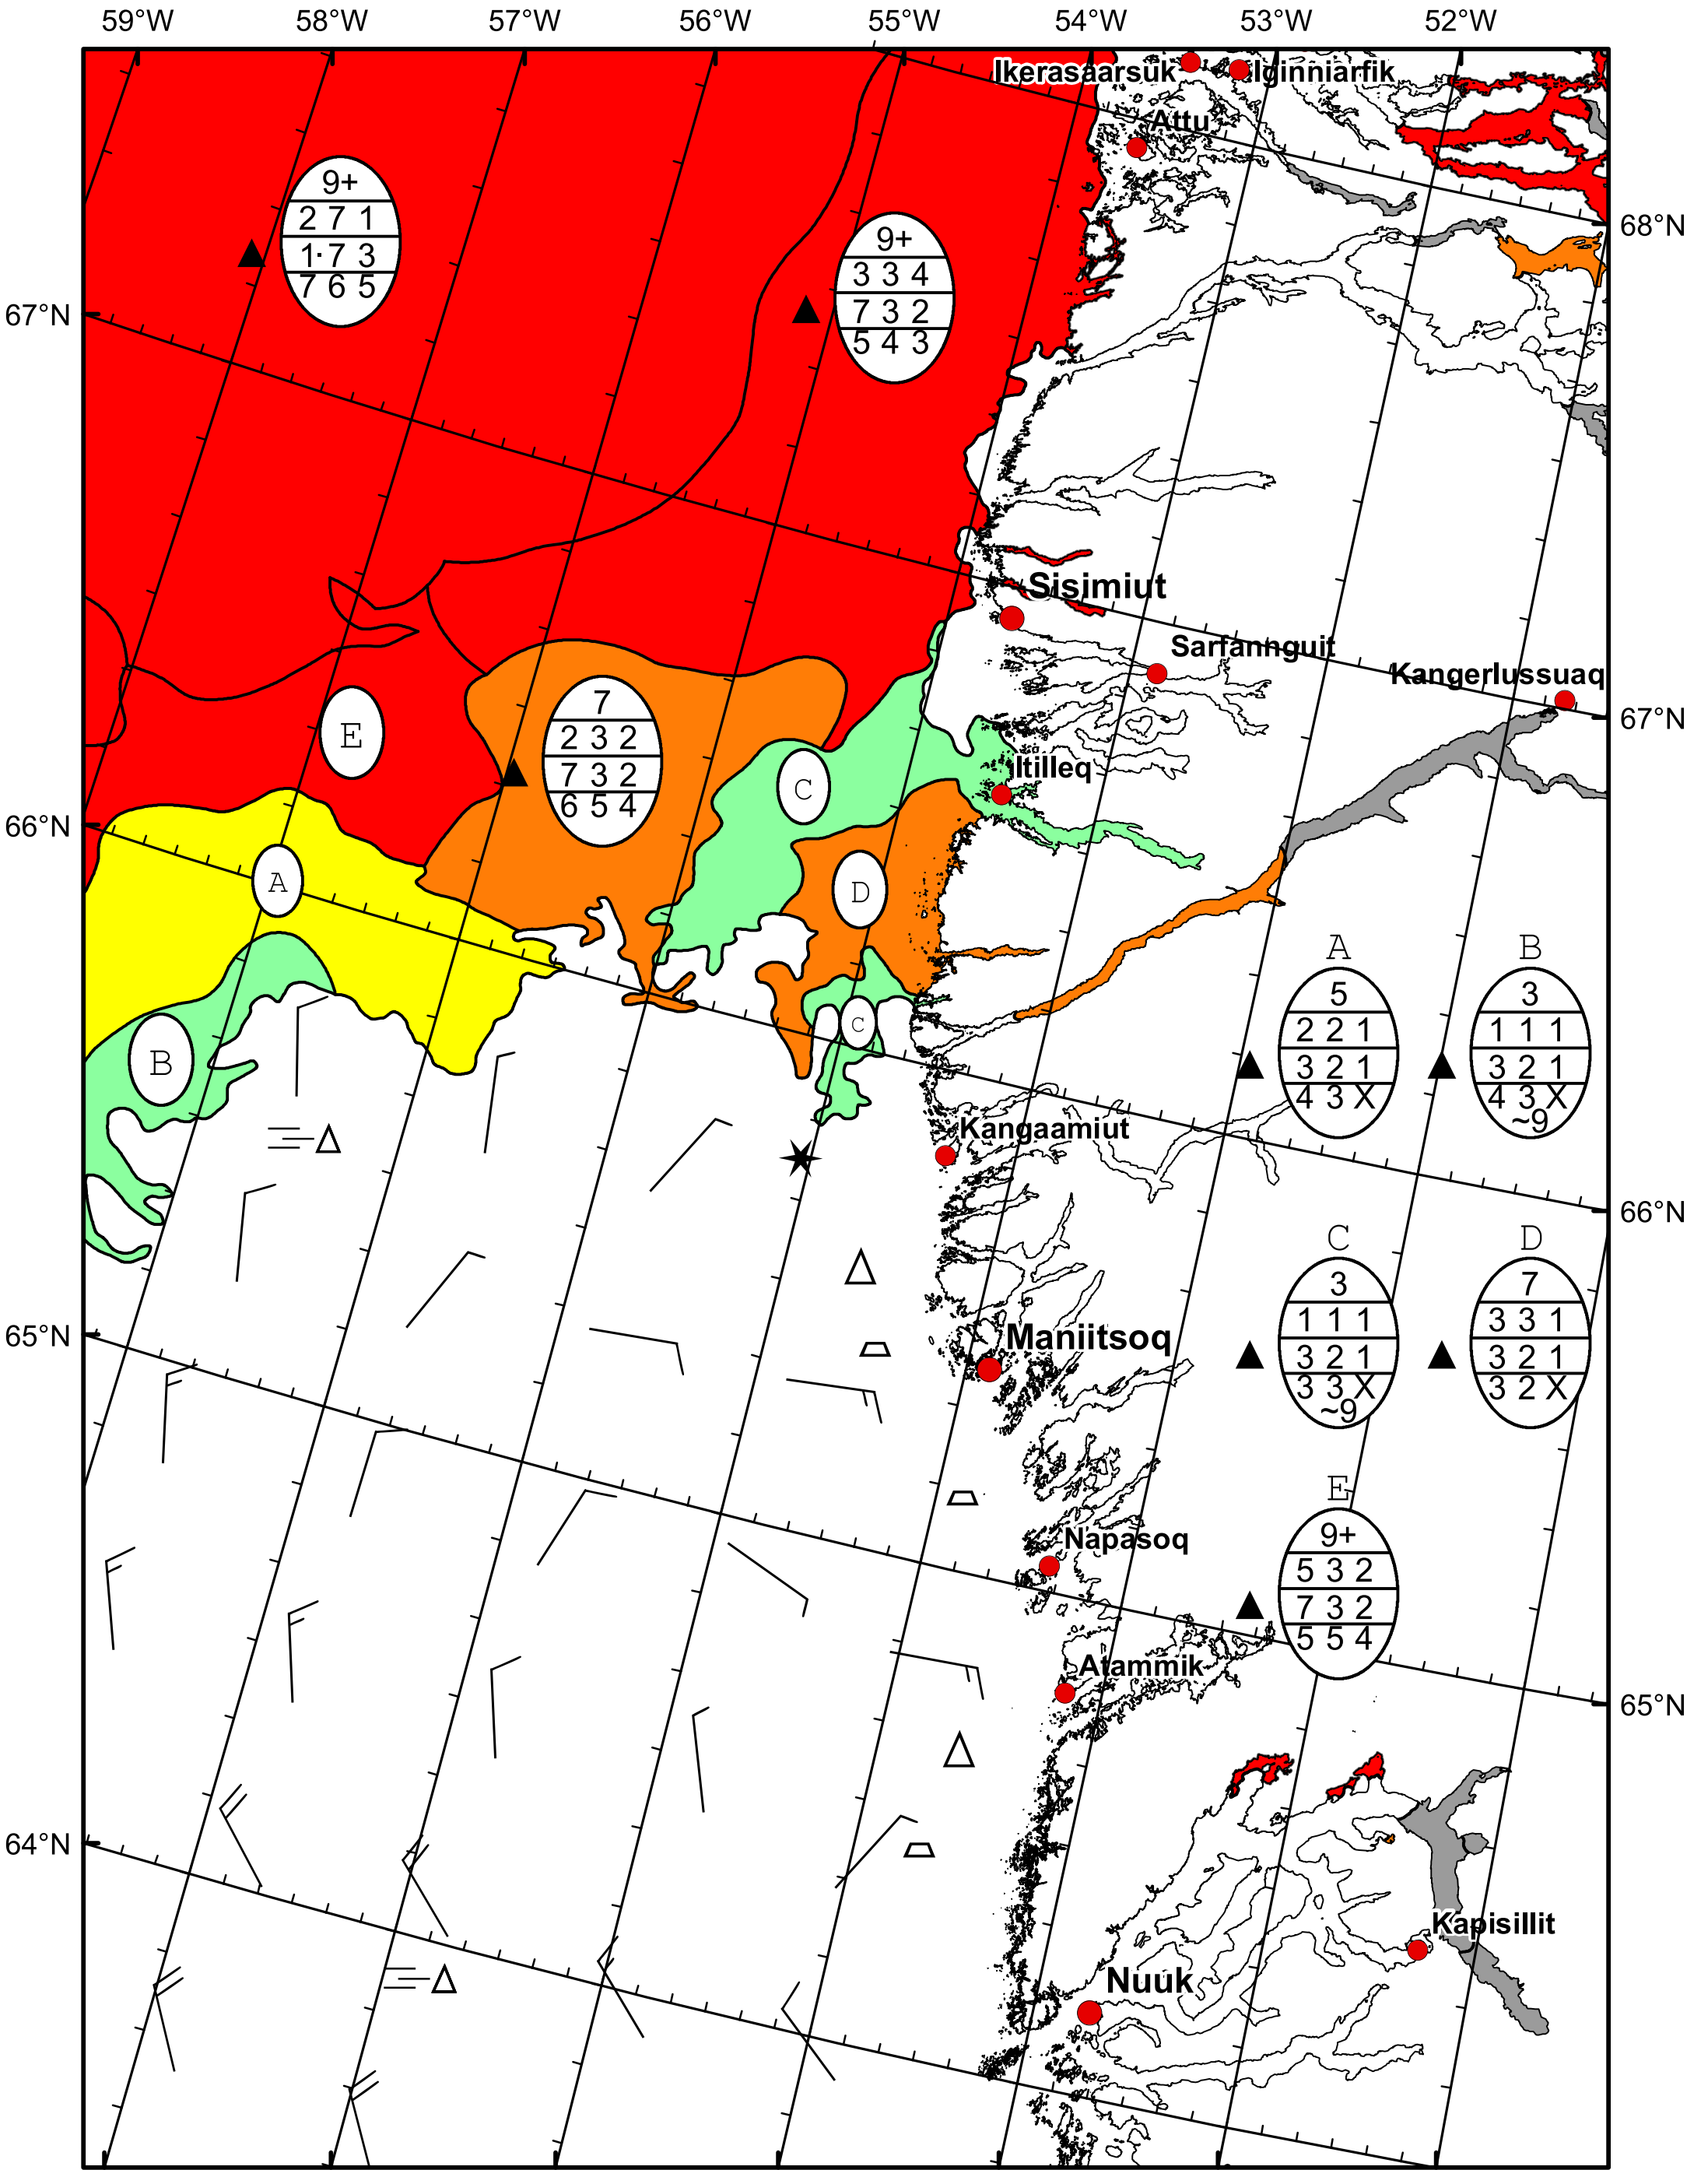 59°W 58°W 57°W 56°W 55°W 54°W 53°W 52°W
Ikerasaarsuk Iginniarfik
Attu
9+
2 7 1
1· 7 3
7 6 5
9+
3 3 4
7 3 2
5 4 3
68°N
67°N
Sisimiut
Sarfannguit
Kangerlussuaq
67°N
7
2 3 2
7 3 2
6 5 4
E
C
Itilleq
66°N
A
D
B
C
A
5
2 2 1
3 2 1
4 3 X
B
3
1 1 1
3 2 1
4 3 X
~9
Kangaamiut
66°N
65°N
Maniitsoq
C
3
1 1 1
3 2 1
3 3 X
~9
D
7
3 3 1
3 2 1
3 2 X
Napasoq
E
9+
5 3 2
7 3 2
5 5 4
Atammik
65°N
64°N
Kapisillit
Nuuk